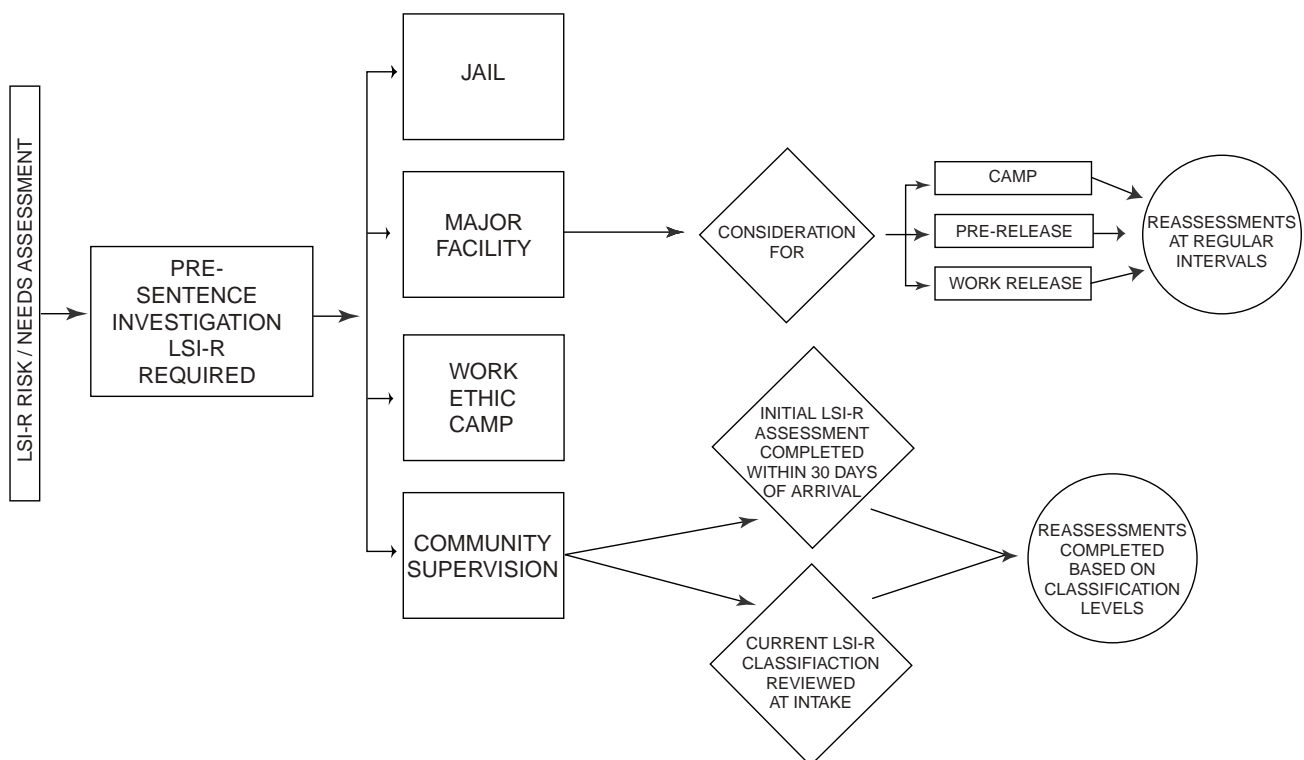 LSI-R RISK / NEEDS ASSESSMENT
PRE-
SENTENCE
INVESTIGATION
LSI-R
REQUIRED
JAIL
MAJOR
FACILITY
WORK
ETHIC
CAMP
COMMUNITY
SUPERVISION
CONSIDERATION
FOR
CAMP
PRE-RELEASE
WORK RELEASE
REASSESSMENTS
AT REGULAR
INTERVALS
INITIAL LSI-R
ASSESSMENT
COMPLETED
WITHIN 30 DAYS
OF ARRIVAL
CURRENT LSI-R
CLASSIFIACTION
REVIEWED
AT INTAKE
REASSESSMENTS
COMPLETED
BASED ON
CLASSIFICATION
LEVELS